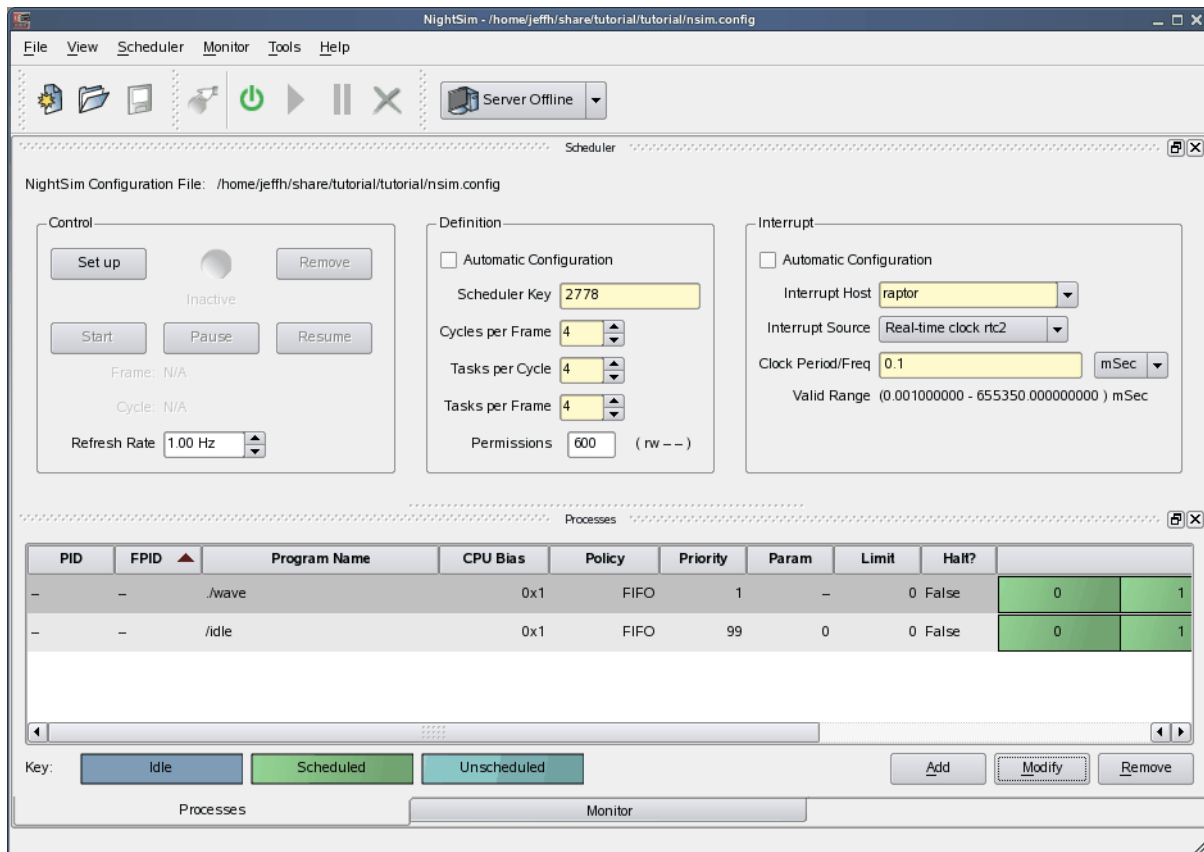 NightSim - /home/jeffh/share/tutorial/tutorial/nsim.config
File View Scheduler Monitor Tools Help
Server Offline
Scheduler
NightSim Configuration File: /home/jeffh/share/tutorial/tutorial/nsim.config
Control
Set up
Remove
Inactive
Start Pause Resume
Frame: N/A
Cycle: N/A
Refresh Rate 1.00 Hz
Definition
Automatic Configuration
Scheduler Key 2778
Cycles per Frame 4
Tasks per Cycle 4
Tasks per Frame 4
Permissions 600 ( rw – – )
Interrupt
Automatic Configuration
Interrupt Host raptor
Interrupt Source Real-time clock rtc2
Clock Period/Freq 0.1 mSec
Valid Range (0.001000000 - 655350.000000000 ) mSec
Processes
PID FPID Program Name CPU Bias Policy Priority Param Limit Halt?
– – ./wave 0x1 FIFO 1 – 0 False 0 1
– – /idle 0x1 FIFO 99 0 0 False 0 1
Key: Idle Scheduled Unscheduled Add Modify Remove
Processes Monitor